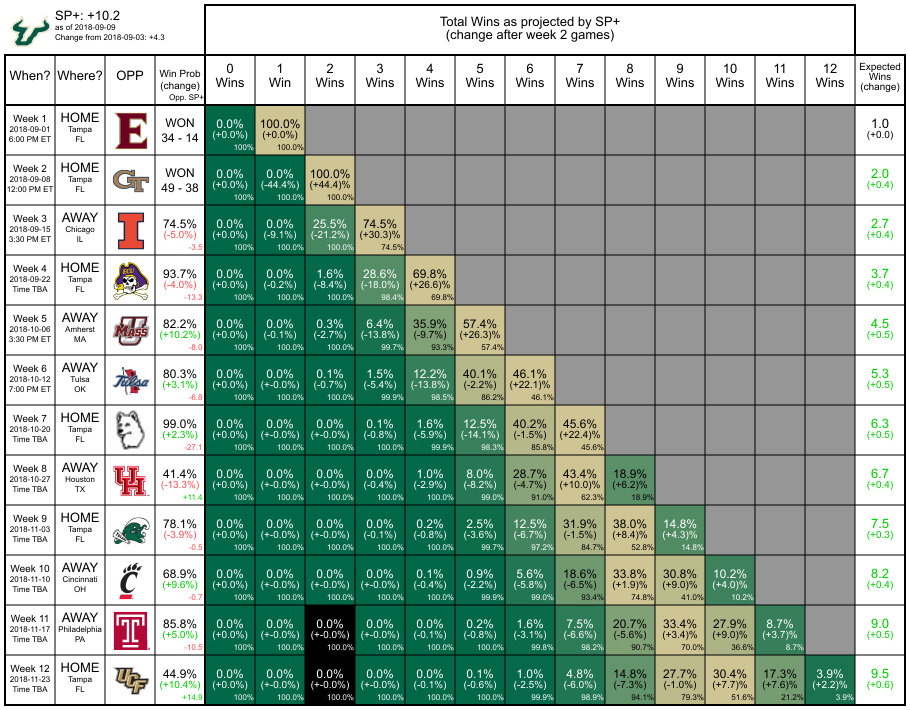 SP+: +10.2
as of 2018-09-09
Change from 2018-09-03: +4.3
Total Wins as projected by SP+
(change after week 2 games)
When? Where? OPP Win Prob (change) Opp. SP+ 0 Wins 1 Win 2 Wins 3 Wins 4 Wins 5 Wins 6 Wins 7 Wins 8 Wins 9 Wins 10 Wins 11 Wins 12 Wins Expected Wins (change)
Week 1 HOME E WON 0.0% 100.0% 1.0
2018-09-01 Tampa 34 - 14 (+0.0%) (+0.0%) (+0.0)
6:00 PM ET FL 100% 100.0%
Week 2 HOME GT WON 0.0% 0.0% 100.0% 2.0
2018-09-08 Tampa 49 - 38 (+0.0%) (-44.4%) (+44.4)% (+0.4)
12:00 PM ET FL 100% 100.0% 100.0%
Week 3 AWAY I 74.5% 0.0% 0.0% 25.5% 74.5% 2.7
2018-09-15 Chicago (-5.0%) (+0.0%) (-9.1%) (-21.2%) (+30.3)% (+0.4)
3:30 PM ET IL -3.5 100% 100.0% 100.0% 74.5%
Week 4 HOME ECU 93.7% 0.0% 0.0% 1.6% 28.6% 69.8% 3.7
2018-09-22 Tampa (-4.0%) (+0.0%) (-0.2%) (-8.4%) (-18.0%) (+26.6)% (+0.4)
Time TBA FL -13.3 100% 100.0% 100.0% 98.4% 69.8%
Week 5 AWAY MASS 82.2% 0.0% 0.0% 0.3% 6.4% 35.9% 57.4% 4.5
2018-10-06 Amherst (+10.2%) (+0.0%) (-0.1%) (-2.7%) (-13.8%) (-9.7%) (+26.3)% (+0.5)
3:30 PM ET MA -8.0 100% 100.0% 100.0% 99.7% 93.3% 57.4%
Week 6 AWAY Tulsa 80.3% 0.0% 0.0% 0.1% 1.5% 12.2% 40.1% 46.1% 5.3
2018-10-12 Tulsa (+3.1%) (+0.0%) (+-0.0%) (-0.7%) (-5.4%) (-13.8%) (-2.2%) (+22.1)% (+0.5)
7:00 PM ET OK -6.8 100% 100.0% 100.0% 99.9% 98.5% 86.2% 46.1%
Week 7 HOME 99.0% 0.0% 0.0% 0.0% 0.1% 1.6% 12.5% 40.2% 45.6% 6.3
2018-10-20 Tampa (+2.3%) (+0.0%) (+-0.0%) (+-0.0%) (-0.8%) (-5.9%) (-14.1%) (-1.5%) (+22.4)% (+0.5)
Time TBA FL -27.1 100% 100.0% 100.0% 100.0% 99.9% 98.3% 85.8% 45.6%
Week 8 AWAY UH 41.4% 0.0% 0.0% 0.0% 0.0% 1.0% 8.0% 28.7% 43.4% 18.9% 6.7
2018-10-27 Houston (-13.3%) (+0.0%) (+-0.0%) (+-0.0%) (-0.4%) (-2.9%) (-8.2%) (-4.7%) (+10.0)% (+6.2)% (+0.4)
Time TBA TX +11.4 100% 100.0% 100.0% 100.0% 100.0% 99.0% 91.0% 62.3% 18.9%
Week 9 HOME 78.1% 0.0% 0.0% 0.0% 0.0% 0.2% 2.5% 12.5% 31.9% 38.0% 14.8% 7.5
2018-11-03 Tampa (-3.9%) (+0.0%) (+-0.0%) (+-0.0%) (-0.1%) (-0.8%) (-3.6%) (-6.7%) (-1.5%) (+8.4)% (+4.3)% (+0.3)
Time TBA FL -0.5 100% 100.0% 100.0% 100.0% 100.0% 99.7% 97.2% 84.7% 52.8% 14.8%
Week 10 AWAY C 68.9% 0.0% 0.0% 0.0% 0.0% 0.1% 0.9% 5.6% 18.6% 33.8% 30.8% 10.2% 8.2
2018-11-10 Cincinnati (+9.6%) (+0.0%) (+-0.0%) (+-0.0%) (+-0.0%) (-0.4%) (-2.2%) (-5.8%) (-6.5%) (+1.9)% (+9.0)% (+4.0)% (+0.4)
Time TBA OH -0.7 100% 100.0% 100.0% 100.0% 100.0% 99.9% 99.0% 93.4% 74.8% 41.0% 10.2%
Week 11 AWAY T 85.8% 0.0% 0.0% 0.0% 0.0% 0.0% 0.2% 1.6% 7.5% 20.7% 33.4% 27.9% 8.7% 9.0
2018-11-17 Philadelphia (+5.0%) (+0.0%) (+-0.0%) (+-0.0%) (+-0.0%) (-0.1%) (-0.8%) (-3.1%) (-6.6%) (-5.6%) (+3.4)% (+9.0)% (+3.7)% (+0.5)
Time TBA PA -10.5 100% 100.0% 100.0% 100.0% 100.0% 100.0% 99.8% 98.2% 90.7% 70.0% 36.6% 8.7%
Week 12 HOME UCF 44.9% 0.0% 0.0% 0.0% 0.0% 0.0% 0.1% 1.0% 4.8% 14.8% 27.7% 30.4% 17.3% 3.9% 9.5
2018-11-23 Tampa (+10.4%) (+0.0%) (+-0.0%) (+-0.0%) (+-0.0%) (-0.1%) (-0.6%) (-2.5%) (-6.0%) (-7.3%) (-1.0%) (+7.7)% (+7.6)% (+2.2)% (+0.6)
Time TBA FL +14.9 100% 100.0% 100.0% 100.0% 100.0% 100.0% 99.9% 98.9% 94.1% 79.3% 51.6% 21.2% 3.9%